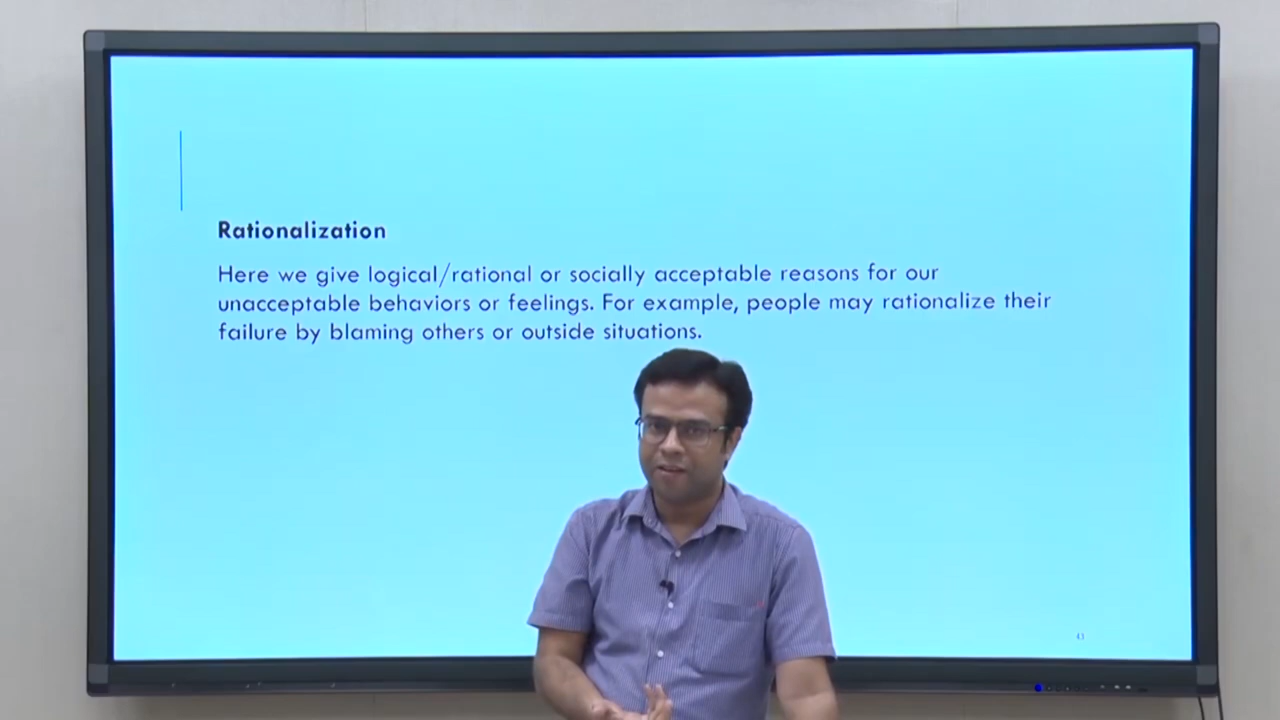 Rationalization
Here we give logical/rational or socially acceptable reasons for our
unacceptable behaviors or feelings. For example, people may rationalize their
failure by blaming others or outside situations.
43